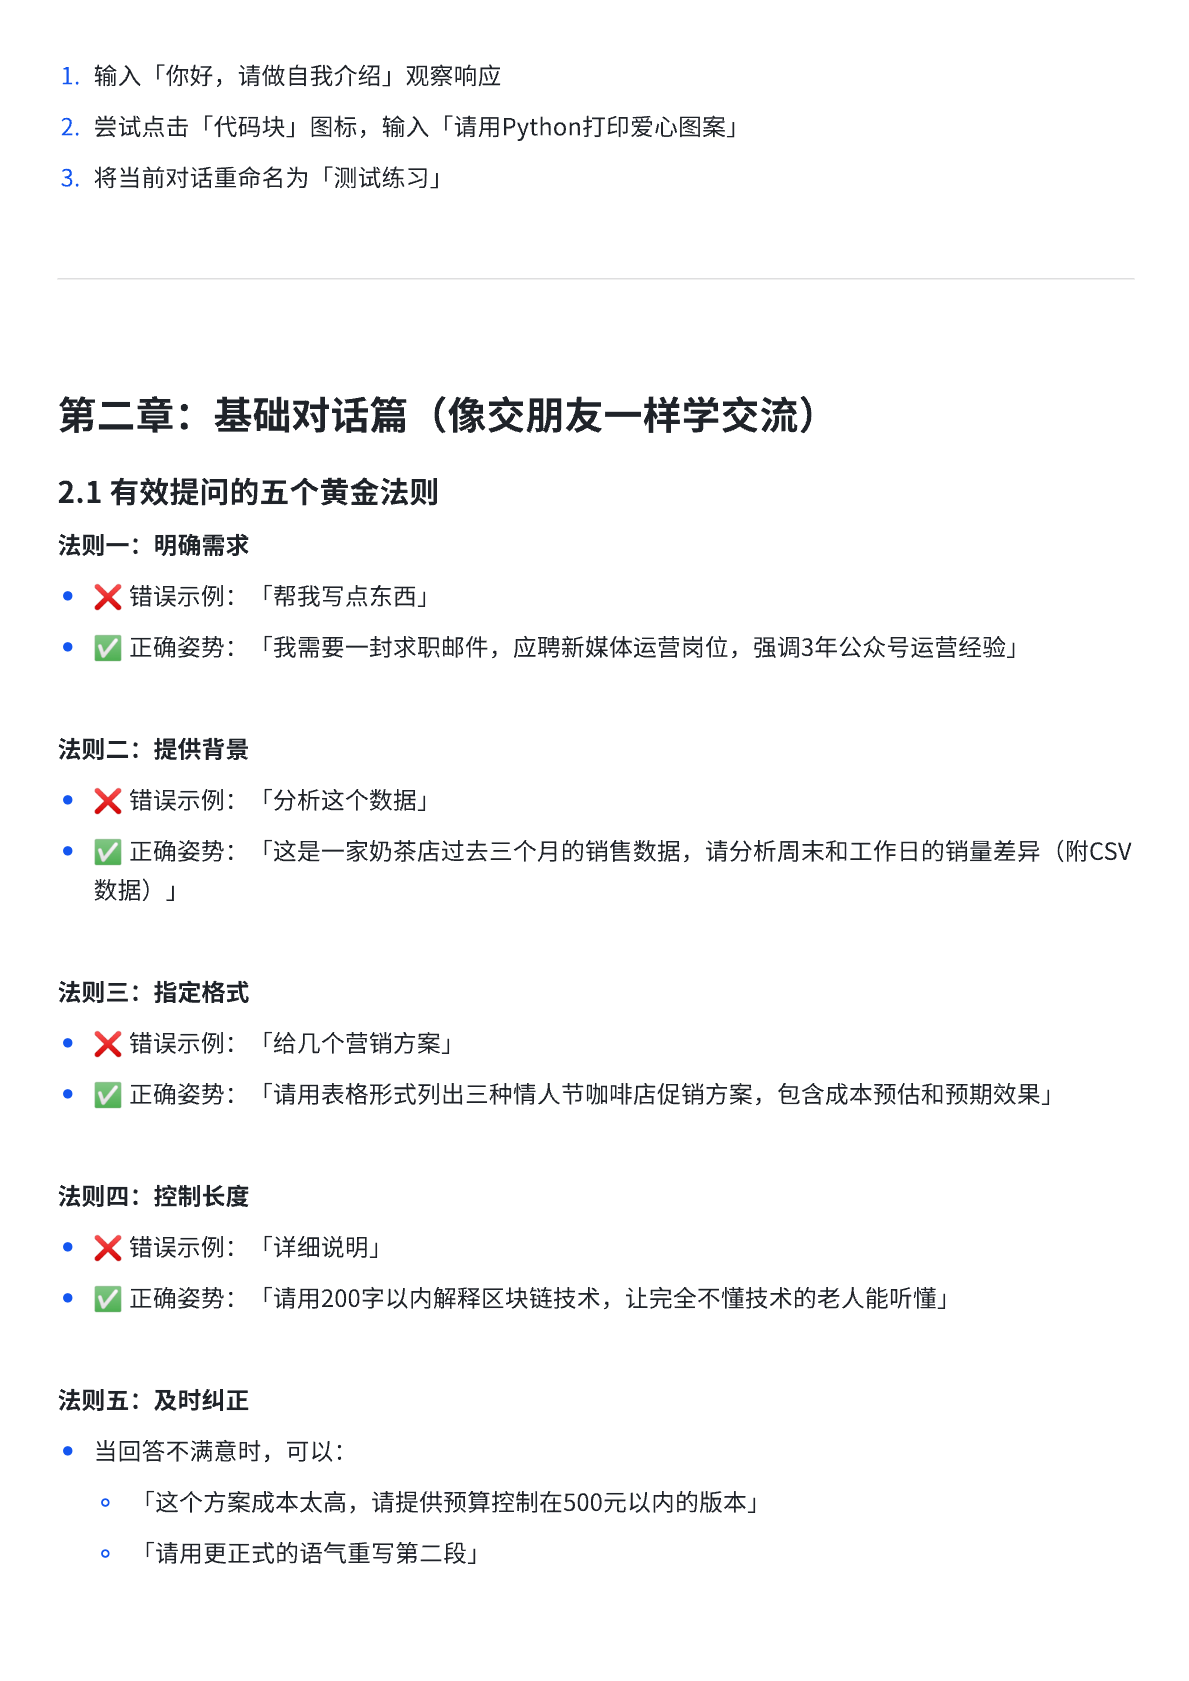 1. 输入「你好，请做自我介绍」观察响应
2. 尝试点击「代码块」图标，输入「请用Python打印爱心图案」
3. 将当前对话重命名为「测试练习」
第二章：基础对话篇（像交朋友一样学交流）
2.1 有效提问的五个黄金法则
法则一：明确需求
• ❌ 错误示例：「帮我写点东西」
• ✅ 正确姿势：「我需要一封求职邮件，应聘新媒体运营岗位，强调3年公众号运营经验」
法则二：提供背景
• ❌ 错误示例：「分析这个数据」
• ✅ 正确姿势：「这是一家奶茶店过去三个月的销售数据，请分析周末和工作日的销量差异（附CSV
数据）」
法则三：指定格式
• ❌ 错误示例：「给几个营销方案」
• ✅ 正确姿势：「请用表格形式列出三种情人节咖啡店促销方案，包含成本预估和预期效果」
法则四：控制长度
• ❌ 错误示例：「详细说明」
• ✅ 正确姿势：「请用200字以内解释区块链技术，让完全不懂技术的老人能听懂」
法则五：及时纠正
• 当回答不满意时，可以：
◦ 「这个方案成本太高，请提供预算控制在500元以内的版本」
◦ 「请用更正式的语气重写第二段」